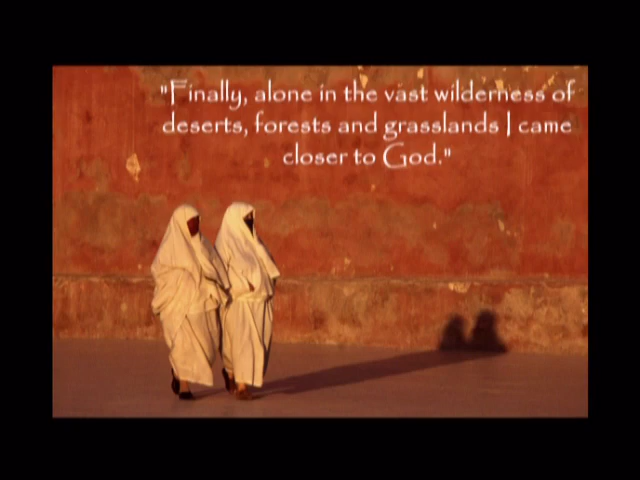 "Finally, alone in the vast wilderness of
deserts, forests and grasslands I came
closer to God."